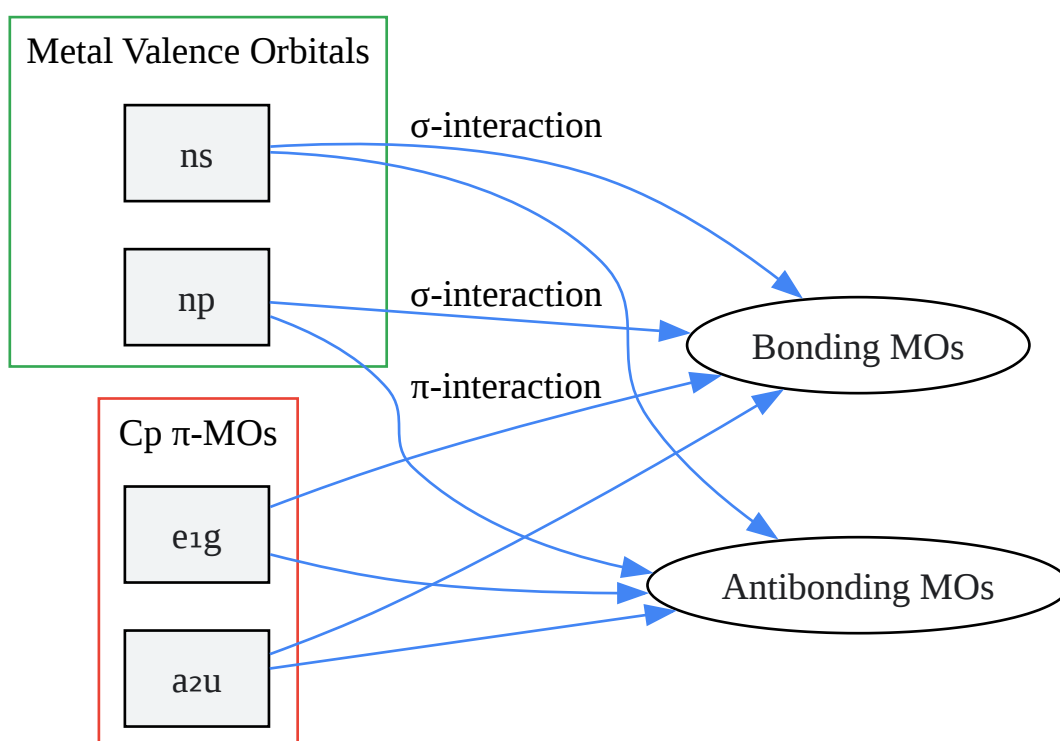 Metal Valence Orbitals
ns
np
σ-interaction
σ-interaction
π-interaction
Cp π-MOs
e₁g
a₂u
Bonding MOs
Antibonding MOs